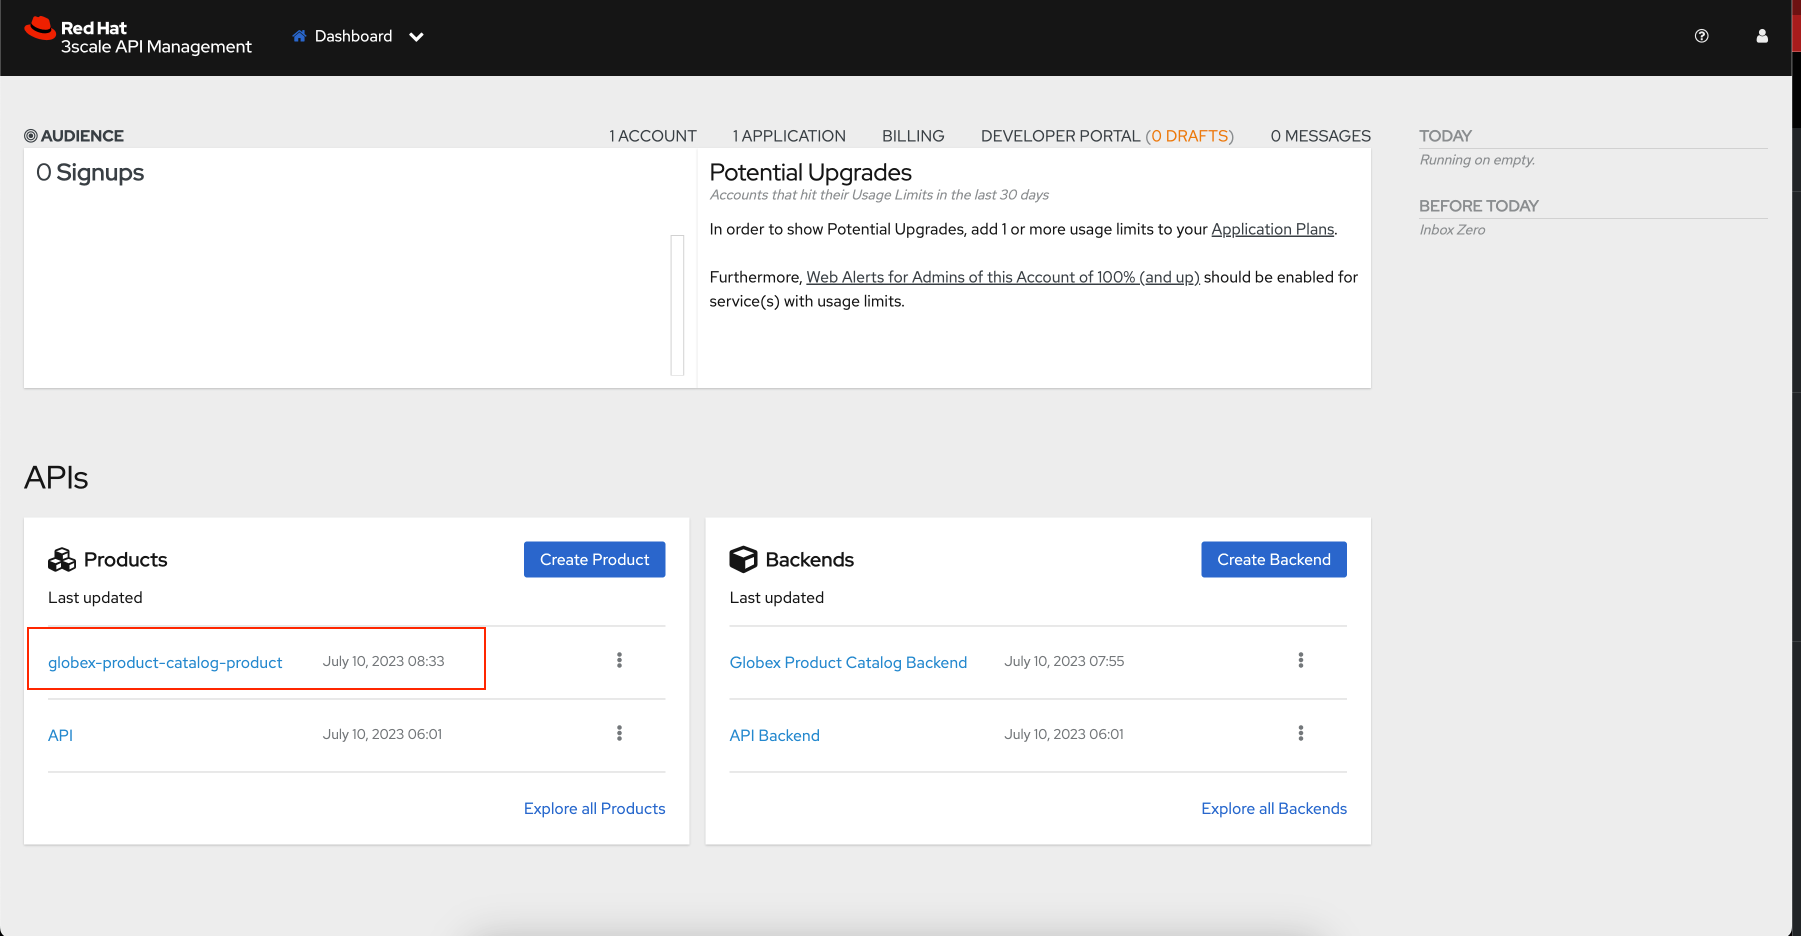 Red Hat
3scale API Management
Dashboard
AUDIENCE
1 ACCOUNT
1 APPLICATION
BILLING
DEVELOPER PORTAL (0 DRAFTS)
0 MESSAGES
0 Signups
Potential Upgrades
Accounts that hit their Usage Limits in the last 30 days
In order to show Potential Upgrades, add 1 or more usage limits to your Application Plans.
Furthermore, Web Alerts for Admins of this Account of 100% (and up) should be enabled for
service(s) with usage limits.
TODAY
Running on empty.
BEFORE TODAY
Inbox Zero
APIs
Products
Create Product
Last updated
globex-product-catalog-product July 10, 2023 08:33
API July 10, 2023 06:01
Explore all Products
Backends
Create Backend
Last updated
Globex Product Catalog Backend July 10, 2023 07:55
API Backend July 10, 2023 06:01
Explore all Backends